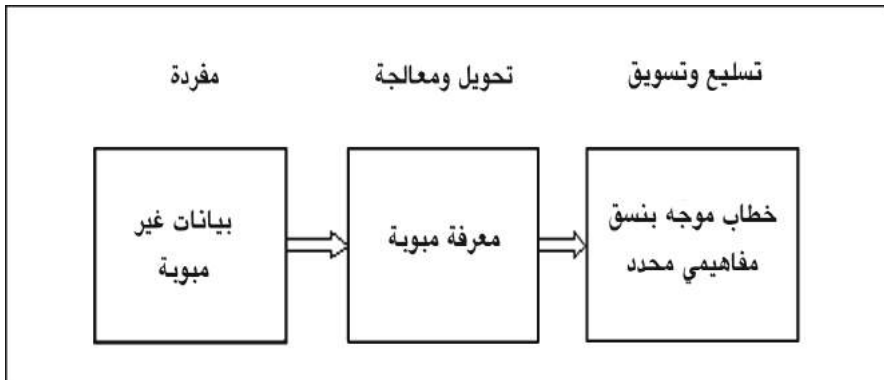 مفردة
تحويل ومعالجة
تسليع وتسويق
بيانات غير
مبوبة
معرفة مبوبة
خطاب موجه بنسق
مفاهيمي محدد